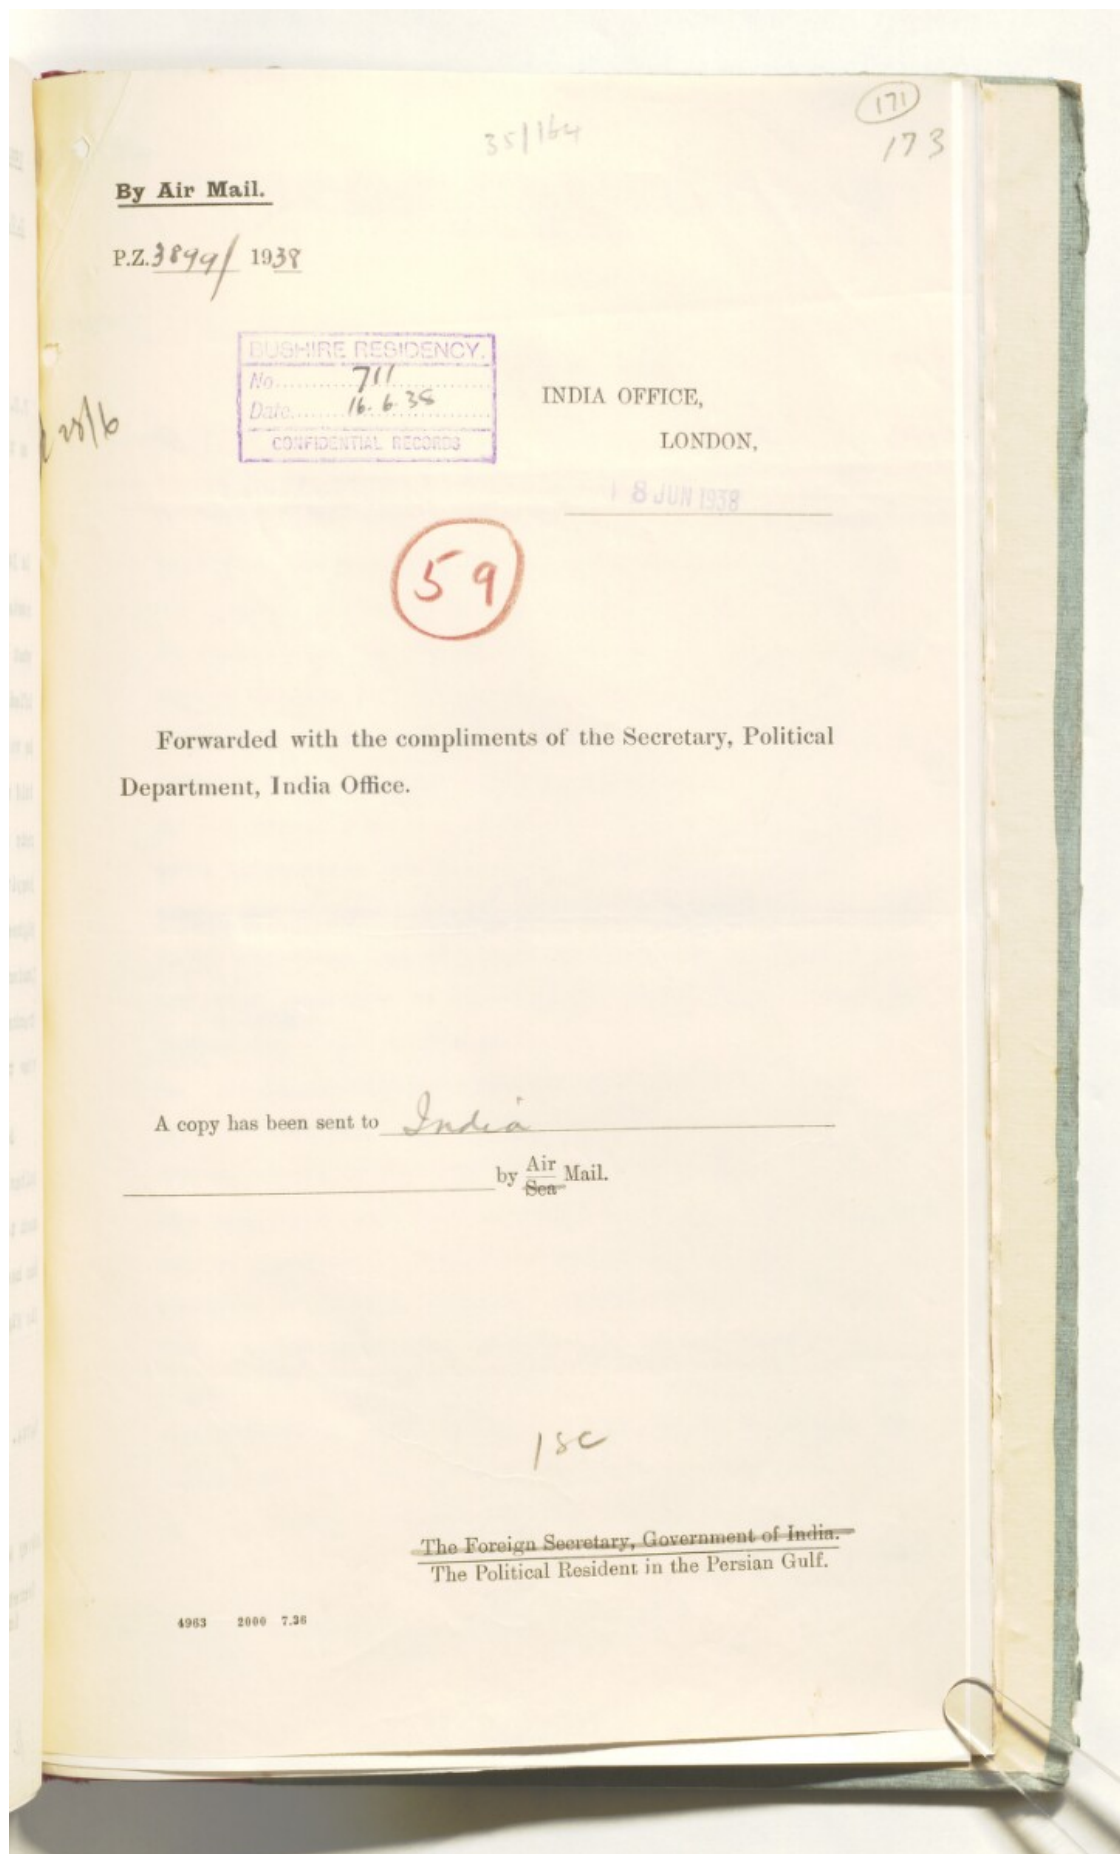 171
173
35/164
By Air Mail.
P.Z. 3899/ 1938
BUSHIRE RESIDENCY.
No. 711
Date 16.6.38
CONFIDENTIAL RECORDS
28/6
INDIA OFFICE,
LONDON,
8 JUN 1938
59
Forwarded with the compliments of the Secretary, Political
Department, India Office.
A copy has been sent to India
by Air Mail.
Sea
The Foreign Secretary, Government of India.
The Political Resident in the Persian Gulf.
4963 2000 7.36